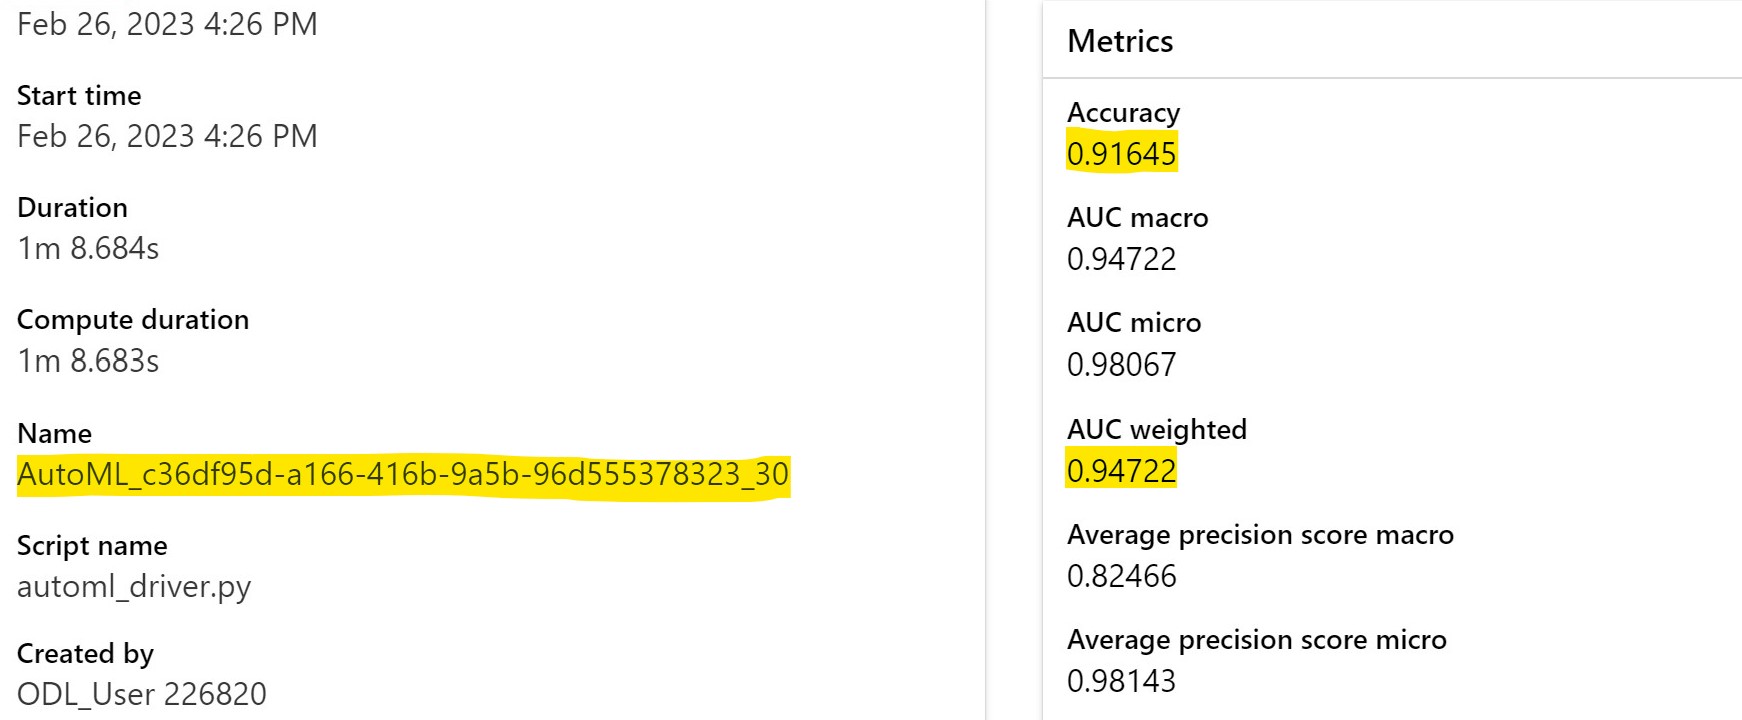 Feb 26, 2023 4:26 PM
Start time
Feb 26, 2023 4:26 PM
Duration
1m 8.684s
Compute duration
1m 8.683s
Name
AutoML_c36df95d-a166-416b-9a5b-96d555378323_30
Script name
automl_driver.py
Created by
ODL_User 226820
Metrics
Accuracy
0.91645
AUC macro
0.94722
AUC micro
0.98067
AUC weighted
0.94722
Average precision score macro
0.82466
Average precision score micro
0.98143